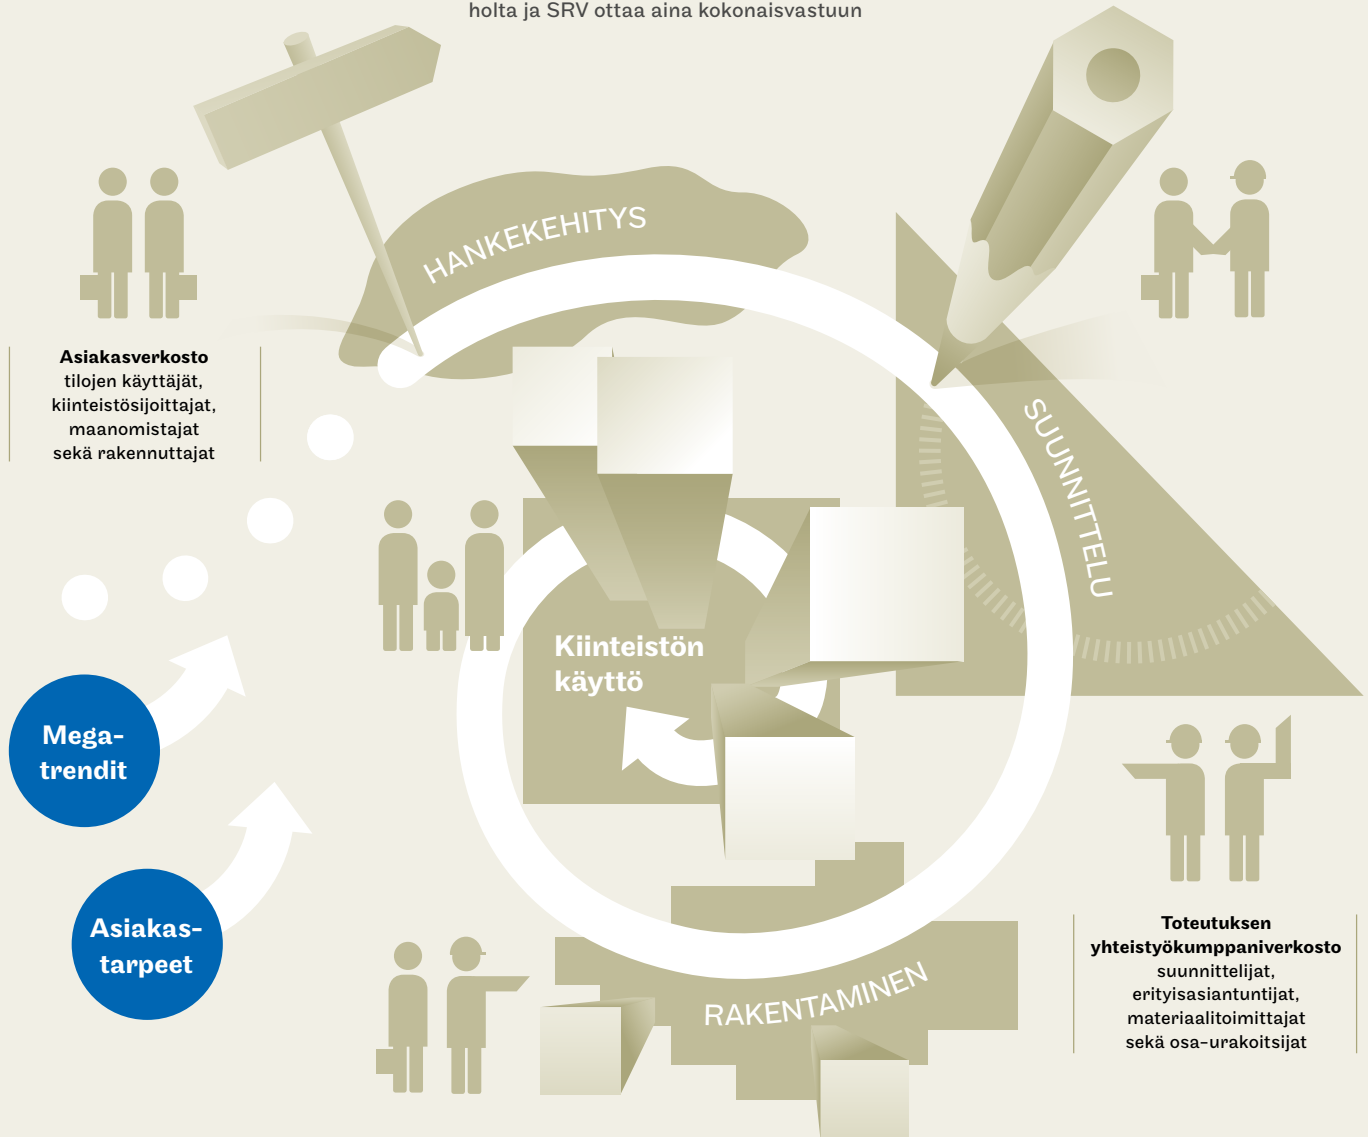 holta ja SRV ottaa aina kokonaisvastuun
HANKEKEHITYS
Asiakasverkosto
tilojen käyttäjät,
kiinteistösijoittajat,
maanomistajat
sekä rakennuttajat
SUUNNITTELU
Kiinteistön
käyttö
Mega-
trendit
Asiakas-
tarpeet
Toteutuksen
yhteistyökumppaniverkosto
suunnittelijat,
erityisasiantuntijat,
materiaalitoimittajat
sekä osa-urakoitsijat
RAKENTAMINEN